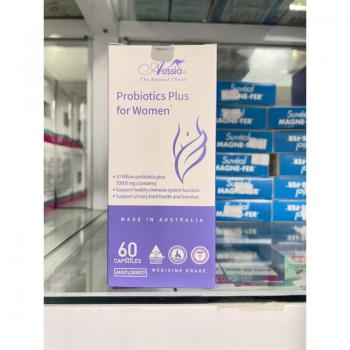 Aussia®
The Natural Choice
Probiotics Plus
for Women
• 10 Billion probiotics plus
50000 mg cranberry.
• Support healthy immune system function.
• Support urinary tract health and function.
MADE IN AUSTRALIA
60
CAPSULES
MEDICINE GRADE
Suvéal
MAGNE-FER
Suvéal
MAGNE-FER
Suvéal
MAGNE-FER